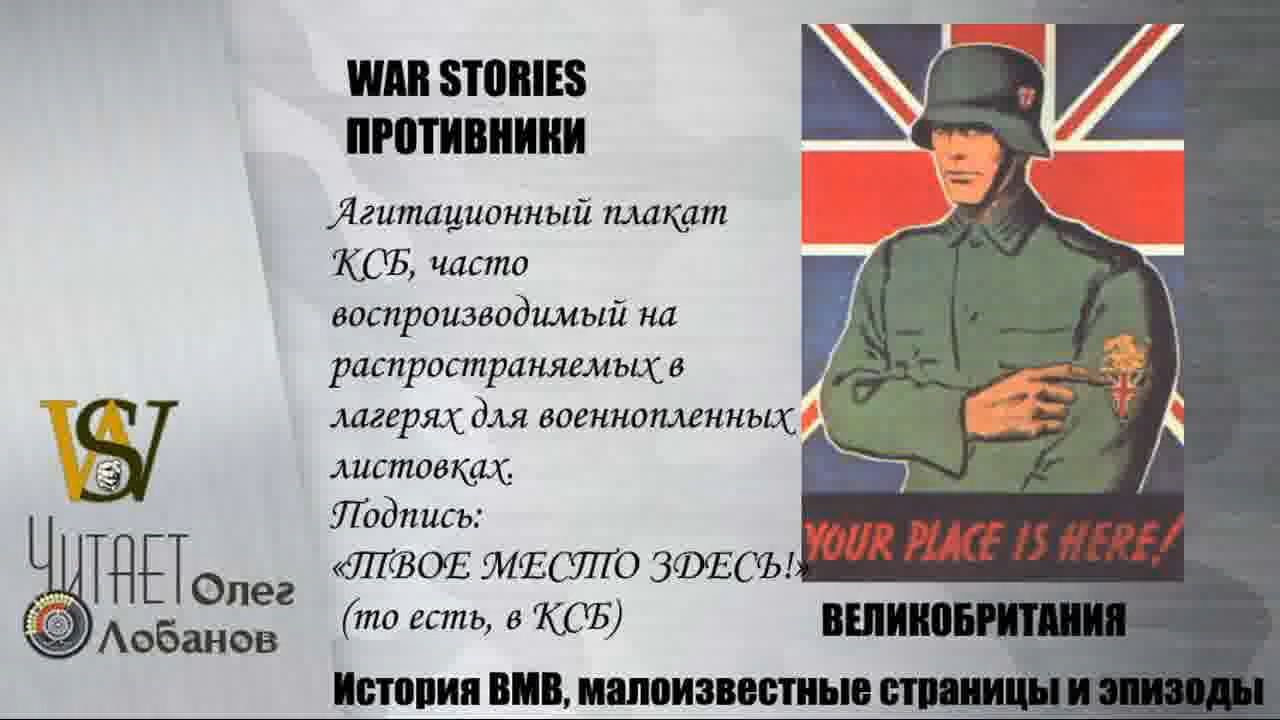 WAR STORIES
ПРОТИВНИКИ
Агитационный плакат
КСБ, часто
воспроизводимый на
распространяемых в
лагерях для военнопленных
листовках.
Подпись:
«ТВОЕ МЕСТО ЗДЕСЬ!»
(то есть, в КСБ)
YOUR PLACE IS HERE!
ВЕЛИКОБРИТАНИЯ
WS
Читает Олег
Лобанов
История ВМВ, малоизвестные страницы и эпизоды